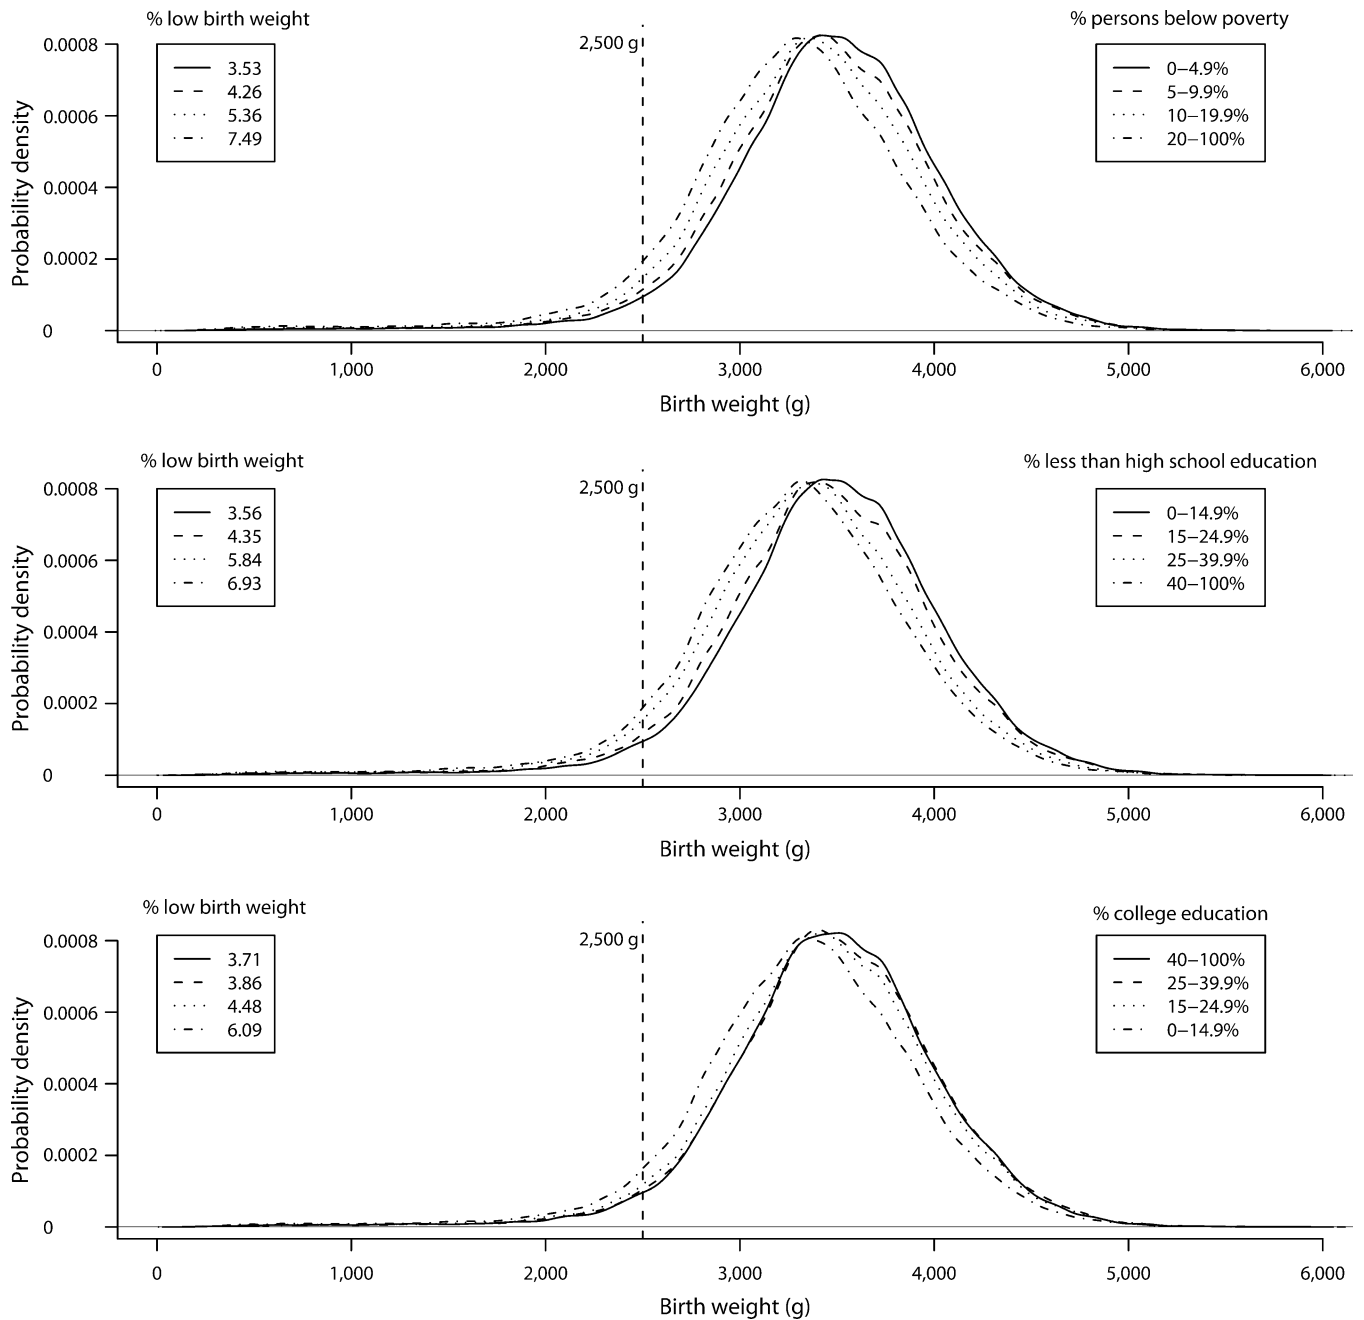 % low birth weight
% persons below poverty
2,500 g
3.53
4.26
5.36
7.49
0−4.9%
5−9.9%
10−19.9%
20−100%
Probability density
0.0008
0.0006
0.0004
0.0002
0
0 1,000 2,000 3,000 4,000 5,000 6,000
Birth weight (g)
% low birth weight
% less than high school education
2,500 g
3.56
4.35
5.84
6.93
0−14.9%
15−24.9%
25−39.9%
40−100%
Probability density
0.0008
0.0006
0.0004
0.0002
0
0 1,000 2,000 3,000 4,000 5,000 6,000
Birth weight (g)
% low birth weight
% college education
2,500 g
3.71
3.86
4.48
6.09
40−100%
25−39.9%
15−24.9%
0−14.9%
Probability density
0.0008
0.0006
0.0004
0.0002
0
0 1,000 2,000 3,000 4,000 5,000 6,000
Birth weight (g)